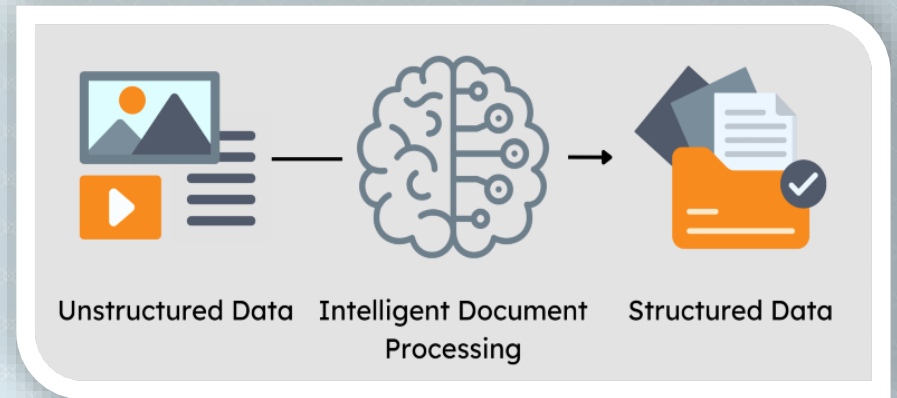 Unstructured Data
Intelligent Document
Processing
Structured Data